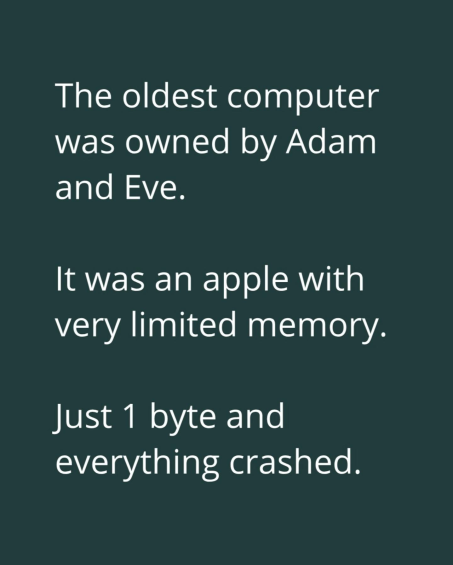 The oldest computer
was owned by Adam
and Eve.
It was an apple with
very limited memory.
Just 1 byte and
everything crashed.